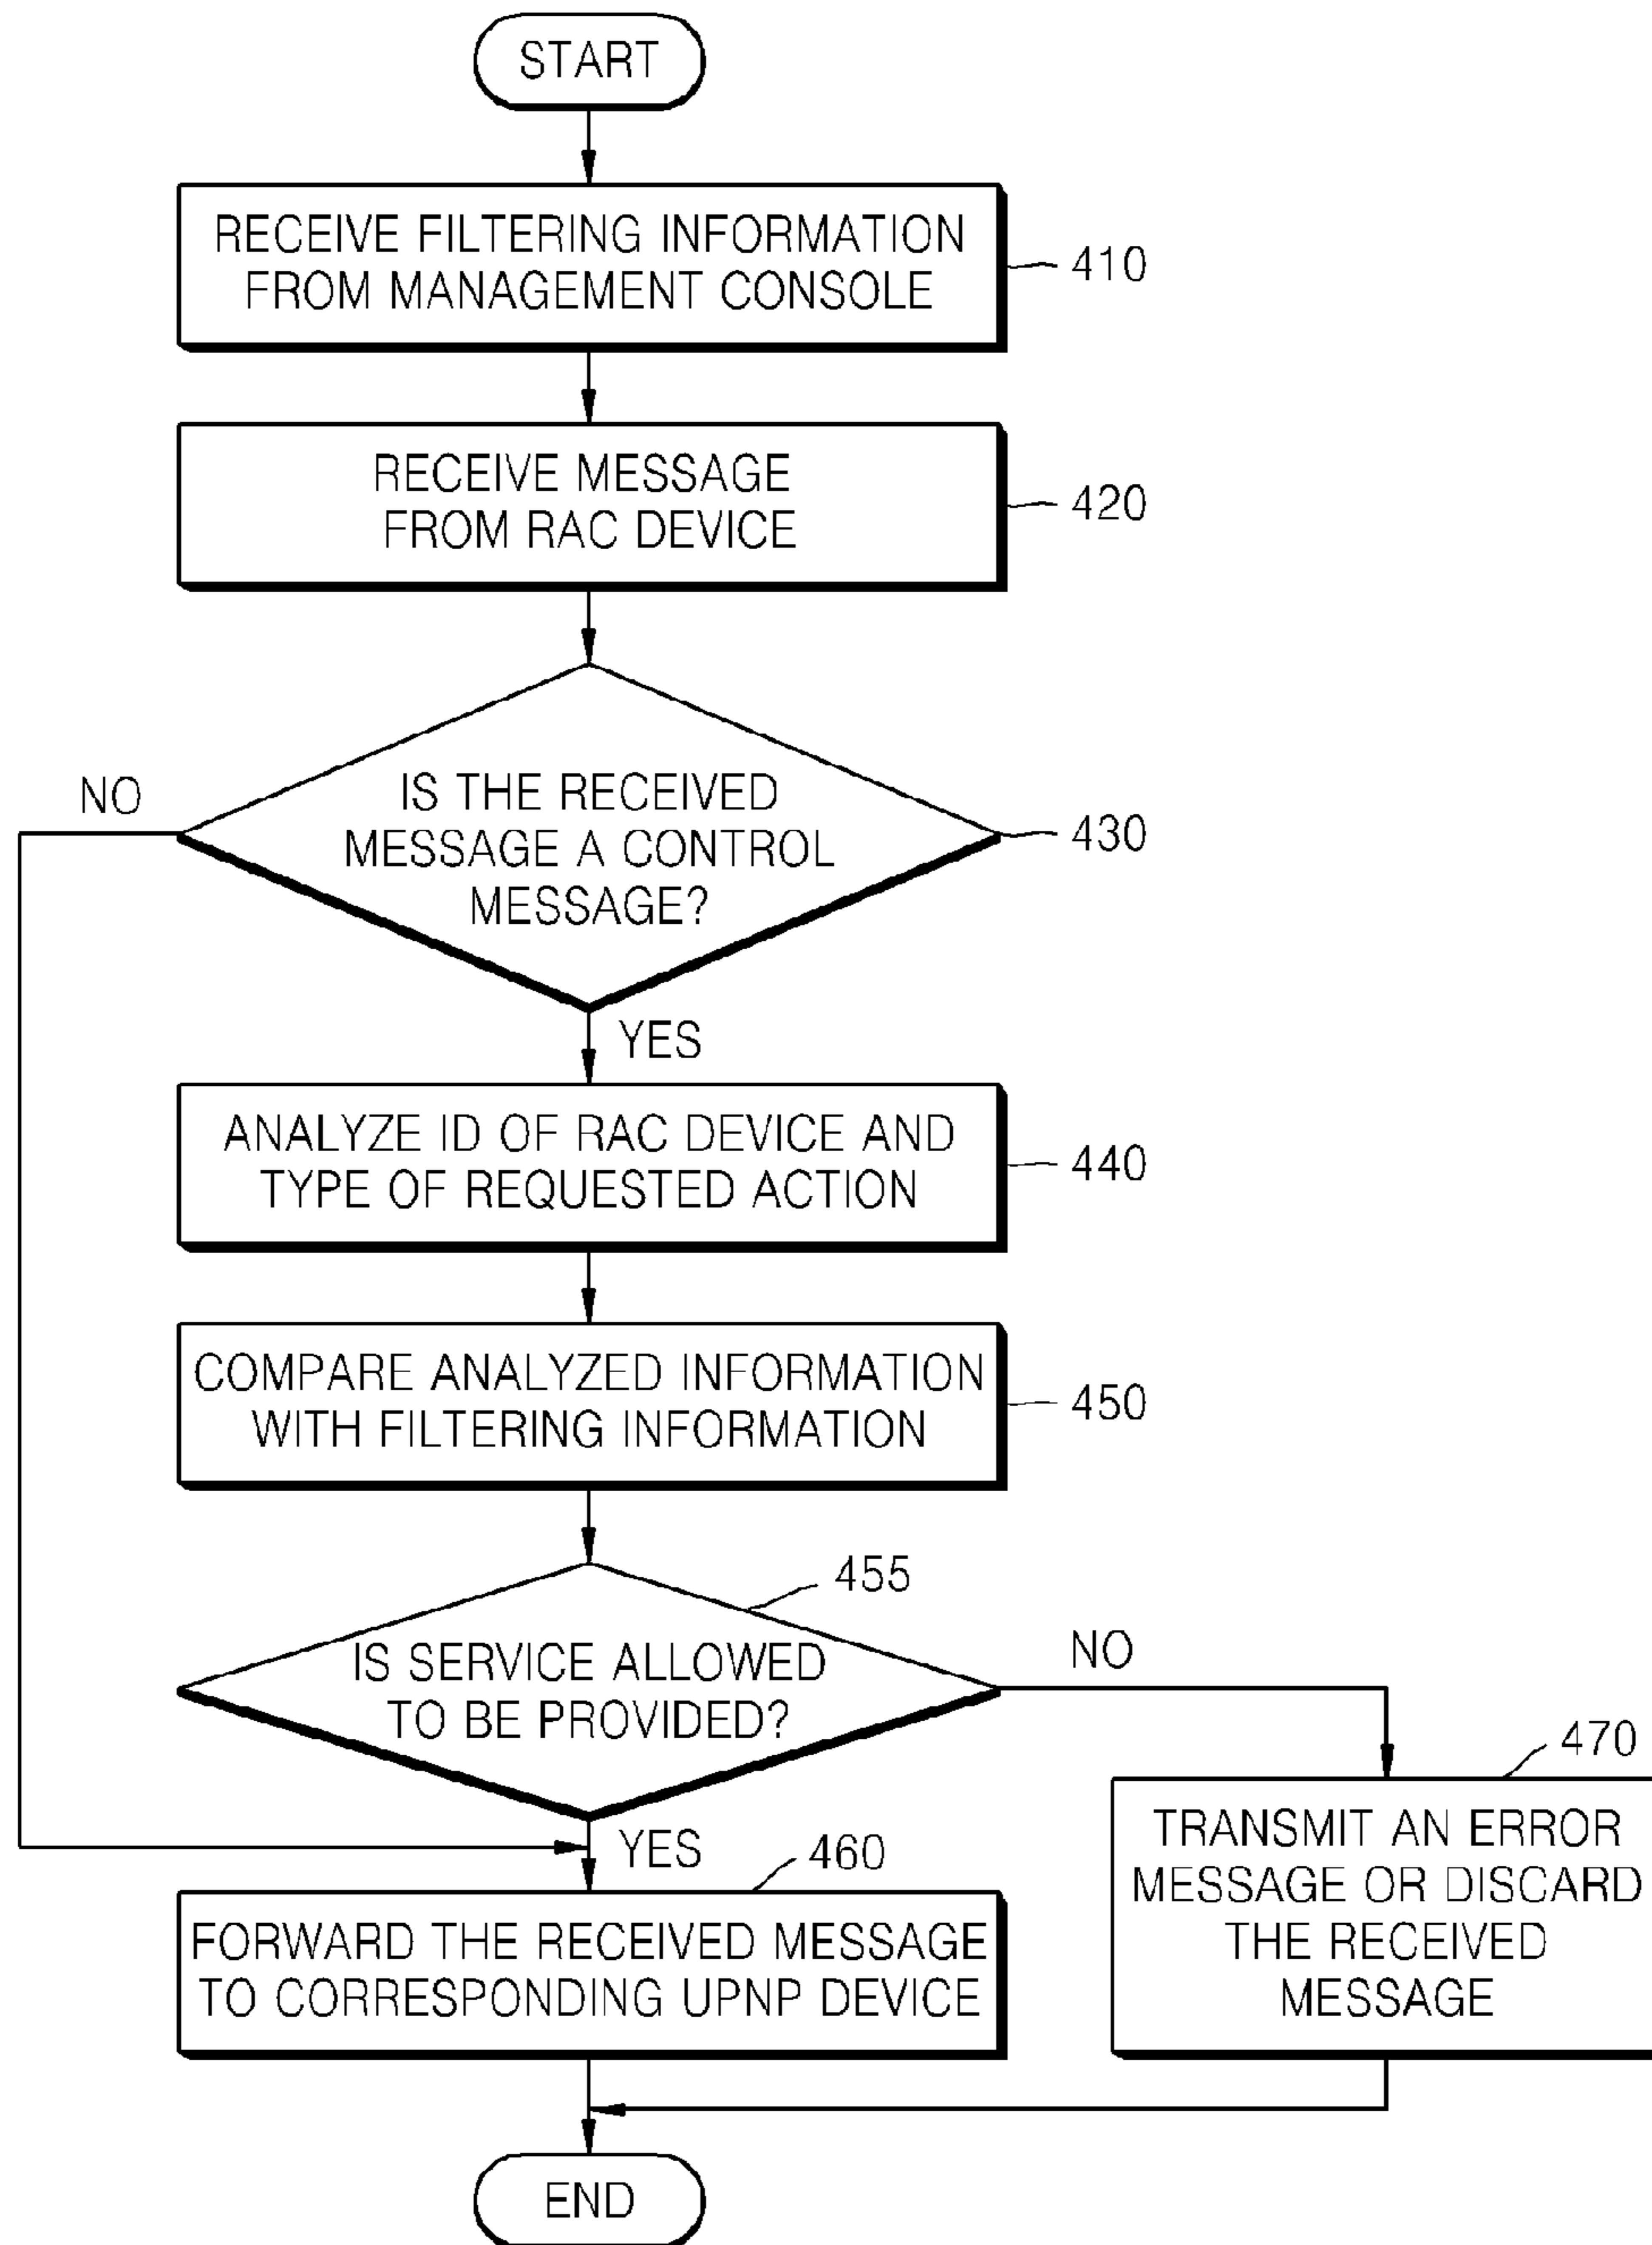 START
RECEIVE FILTERING INFORMATION
FROM MANAGEMENT CONSOLE
410
RECEIVE MESSAGE
FROM RAC DEVICE
420
NO
IS THE RECEIVED
MESSAGE A CONTROL
MESSAGE?
430
YES
ANALYZE ID OF RAC DEVICE AND
TYPE OF REQUESTED ACTION
440
COMPARE ANALYZED INFORMATION
WITH FILTERING INFORMATION
450
455
IS SERVICE ALLOWED
TO BE PROVIDED?
NO
YES
460
FORWARD THE RECEIVED MESSAGE
TO CORRESPONDING UPNP DEVICE
470
TRANSMIT AN ERROR
MESSAGE OR DISCARD
THE RECEIVED
MESSAGE
END